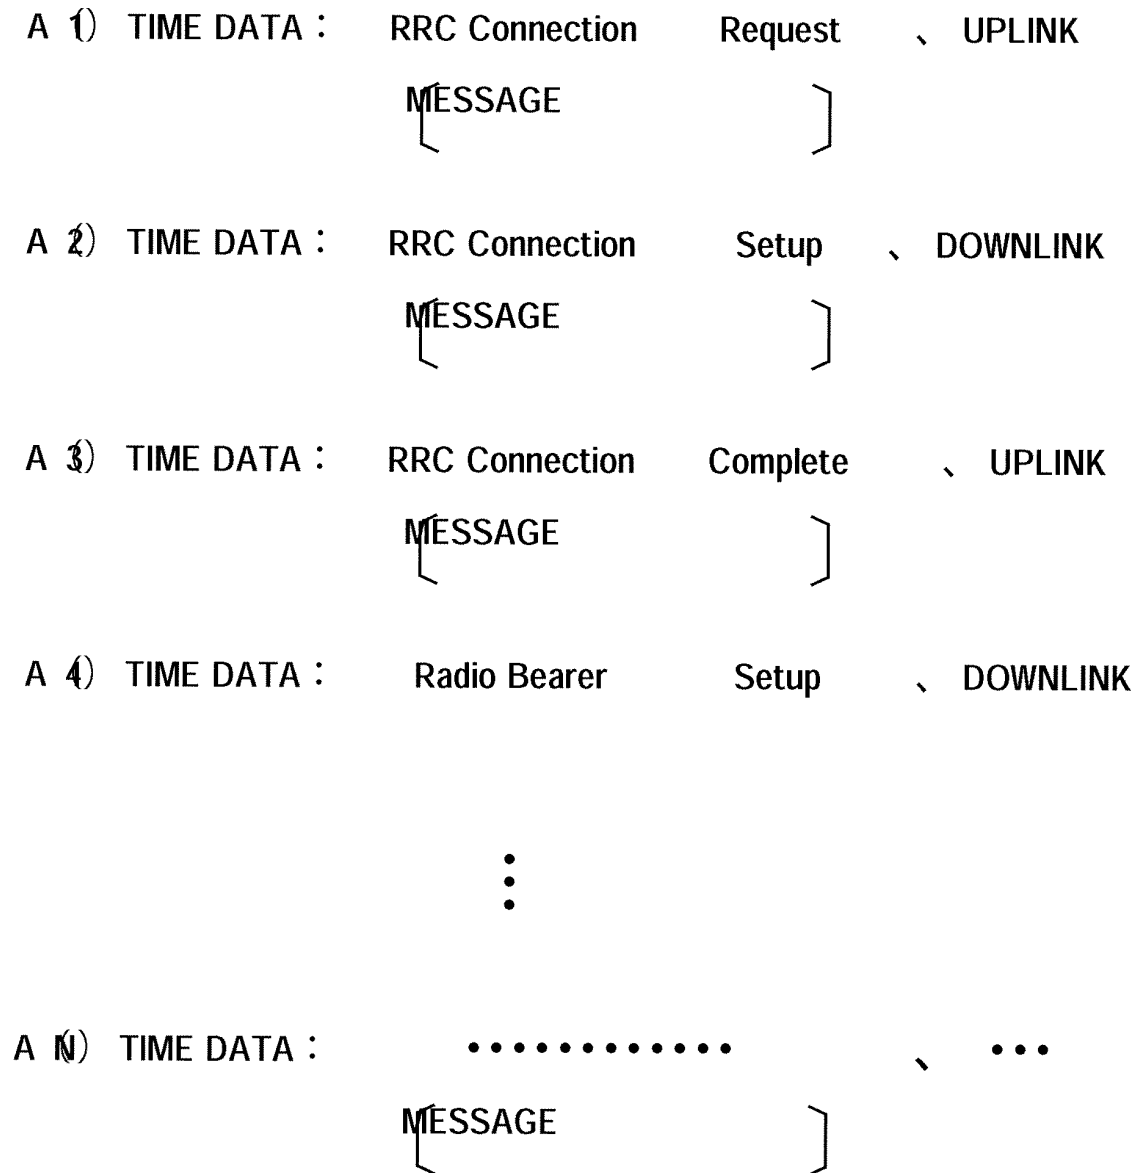 A (1) TIME DATA： RRC Connection Request 、 UPLINK
〔MESSAGE 〕
A (2) TIME DATA： RRC Connection Setup 、 DOWNLINK
〔MESSAGE 〕
A (3) TIME DATA： RRC Connection Complete 、 UPLINK
〔MESSAGE 〕
A (4) TIME DATA： Radio Bearer Setup 、 DOWNLINK
⋮
A (N) TIME DATA： •••••••••••• 、 •••
〔MESSAGE 〕